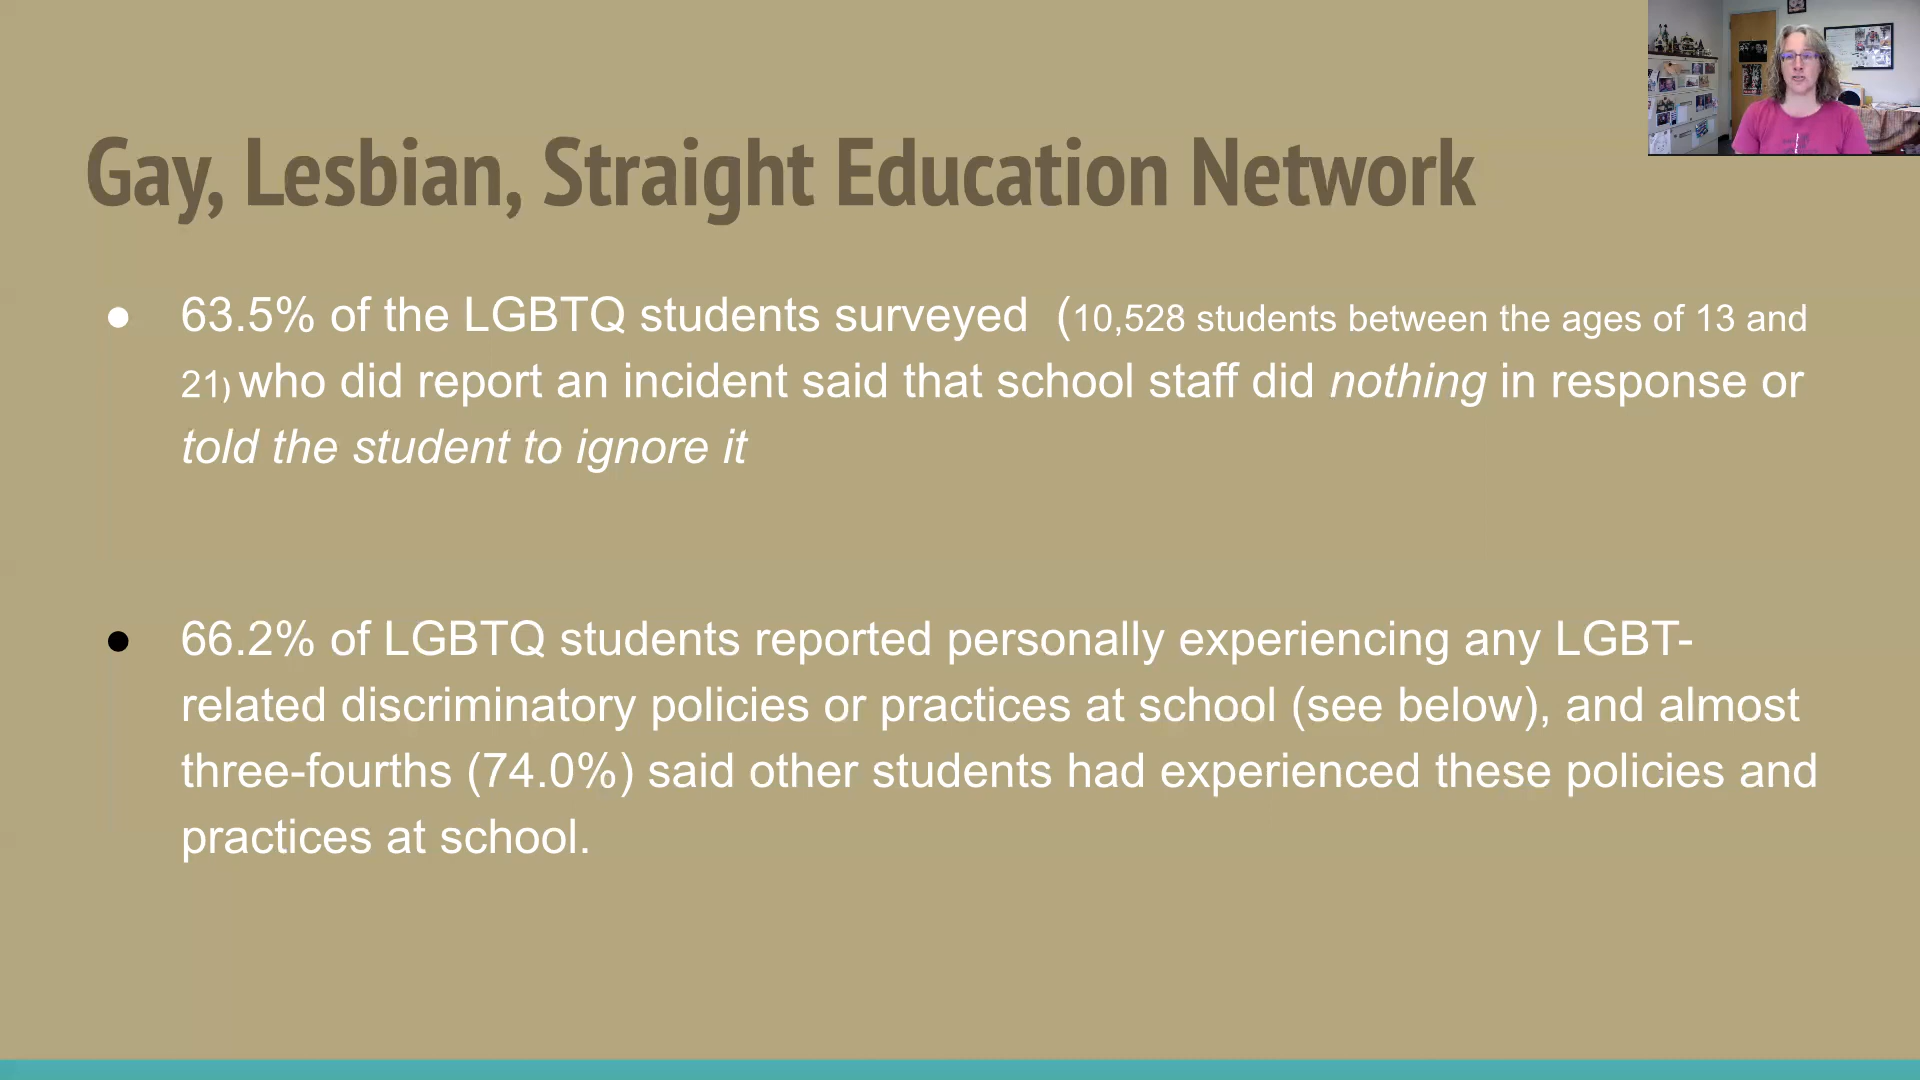 Gay, Lesbian, Straight Education Network
● 63.5% of the LGBTQ students surveyed (10,528 students between the ages of 13 and
21) who did report an incident said that school staff did nothing in response or
told the student to ignore it
● 66.2% of LGBTQ students reported personally experiencing any LGBT-
related discriminatory policies or practices at school (see below), and almost
three-fourths (74.0%) said other students had experienced these policies and
practices at school.